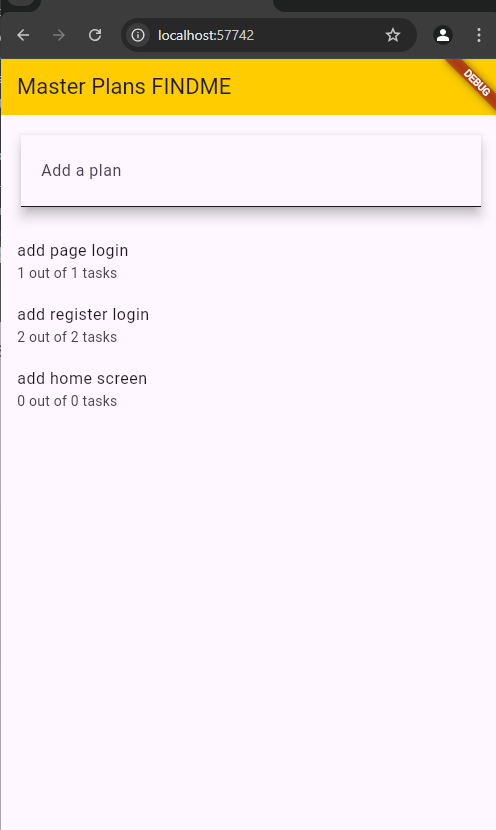 localhost:57742
Master Plans FINDME
DEBUG
Add a plan
add page login
1 out of 1 tasks
add register login
2 out of 2 tasks
add home screen
0 out of 0 tasks